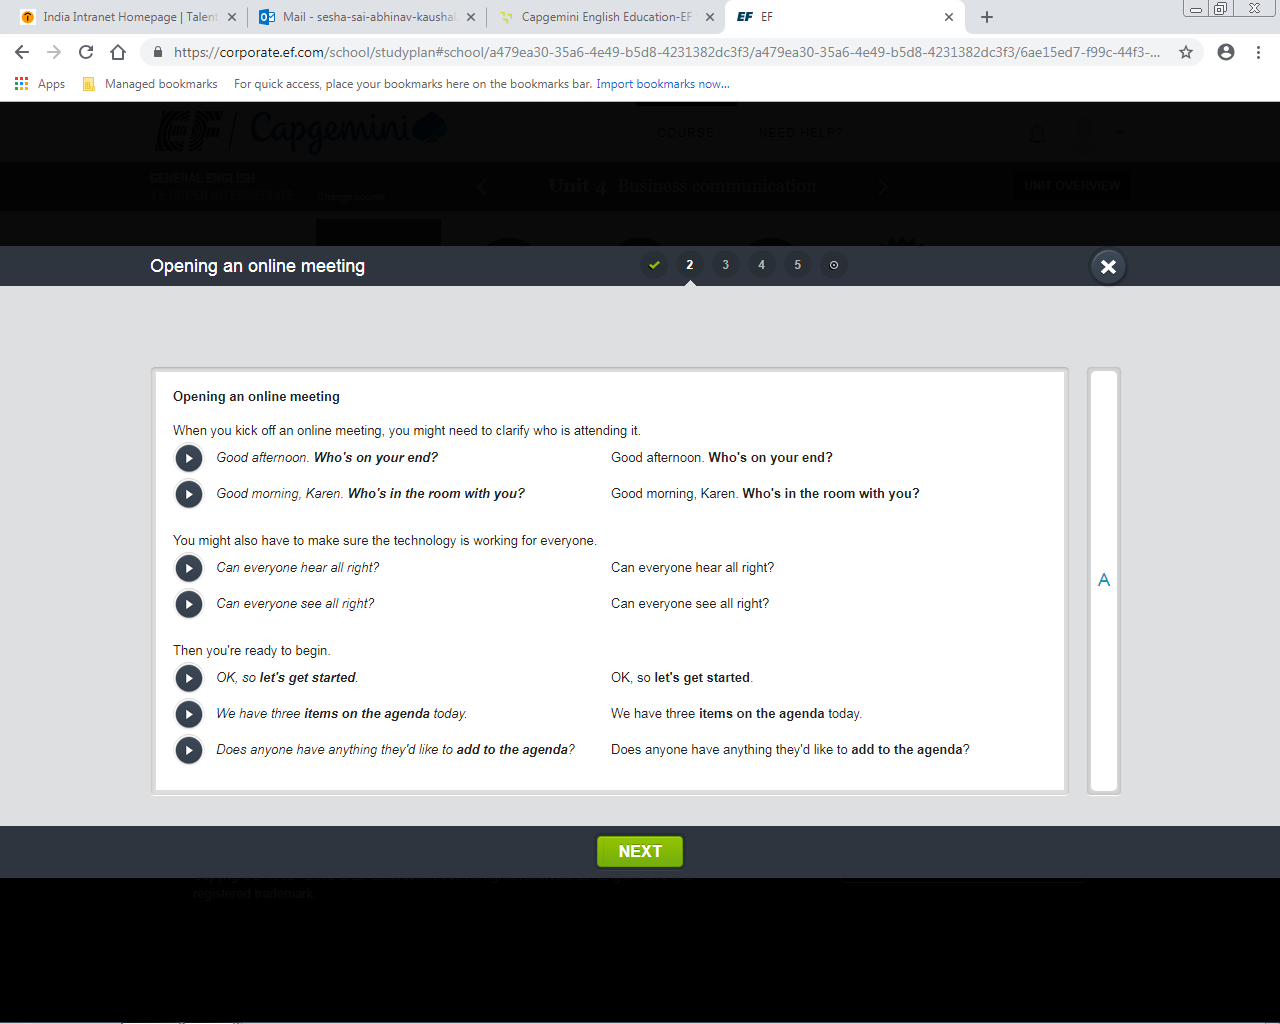 India Intranet Homepage | Talent
Mail - sesha-sai-abhinav-kaushal
Capgemini English Education-EF
EF EF
https://corporate.ef.com/school/studyplan#school/a479ea30-35a6-4e49-b5d8-4231382dc3f3/a479ea30-35a6-4e49-b5d8-4231382dc3f3/6ae15ed7-f99c-44f3-...
Apps Managed bookmarks For quick access, place your bookmarks here on the bookmarks bar. Import bookmarks now...
EF Capgemini COURSE NEED HELP?
GENERAL ENGLISH
Unit 4 Business communication
UNIT OVERVIEW
Opening an online meeting
2 3 4 5
Opening an online meeting
When you kick off an online meeting, you might need to clarify who is attending it.
Good afternoon. Who's on your end? Good afternoon. Who's on your end?
Good morning, Karen. Who's in the room with you? Good morning, Karen. Who's in the room with you?
You might also have to make sure the technology is working for everyone.
Can everyone hear all right? Can everyone hear all right?
Can everyone see all right? Can everyone see all right?
A
Then you're ready to begin.
OK, so let's get started. OK, so let's get started.
We have three items on the agenda today. We have three items on the agenda today.
Does anyone have anything they'd like to add to the agenda? Does anyone have anything they'd like to add to the agenda?
NEXT
registered trademark